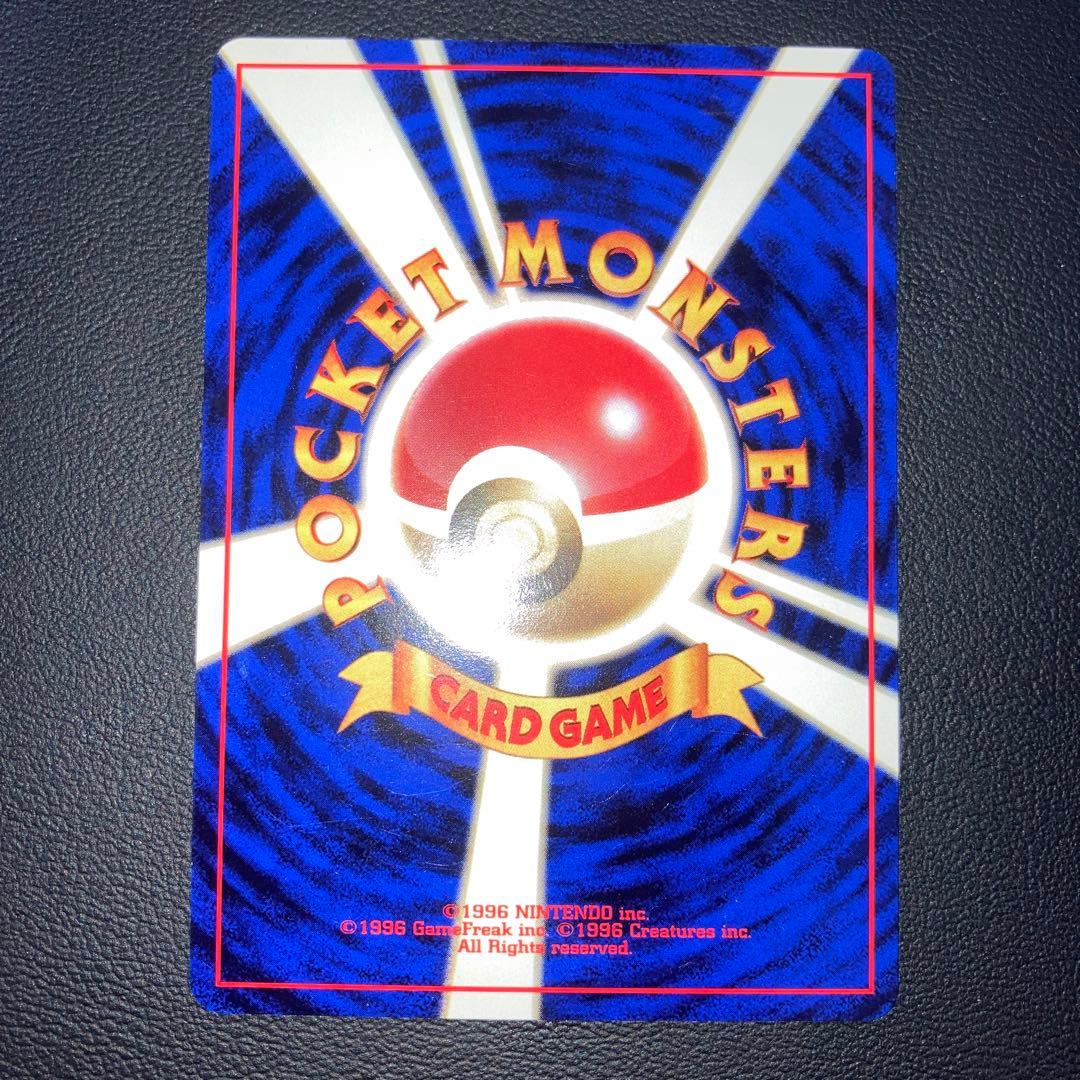 POCKET MONSTERS
CARD GAME
©1996 NINTENDO inc.
©1996 GameFreak inc. ©1996 Creatures inc.
All Rights reserved.